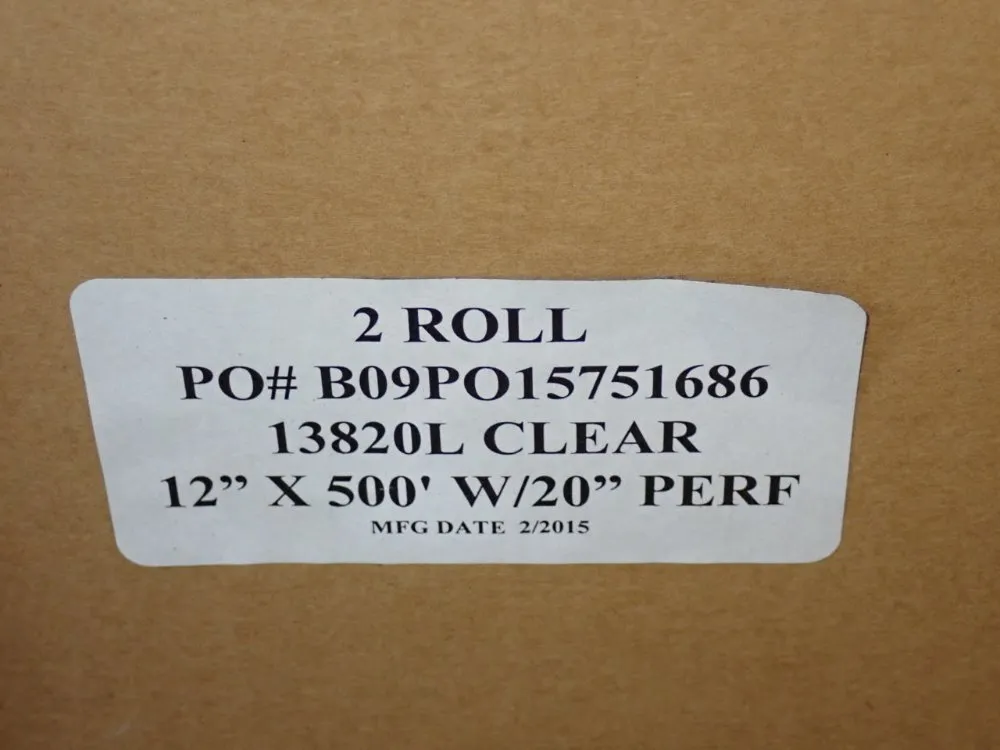 2 ROLL
PO# B09PO15751686
13820L CLEAR
12” X 500' W/20” PERF
MFG DATE 2/2015